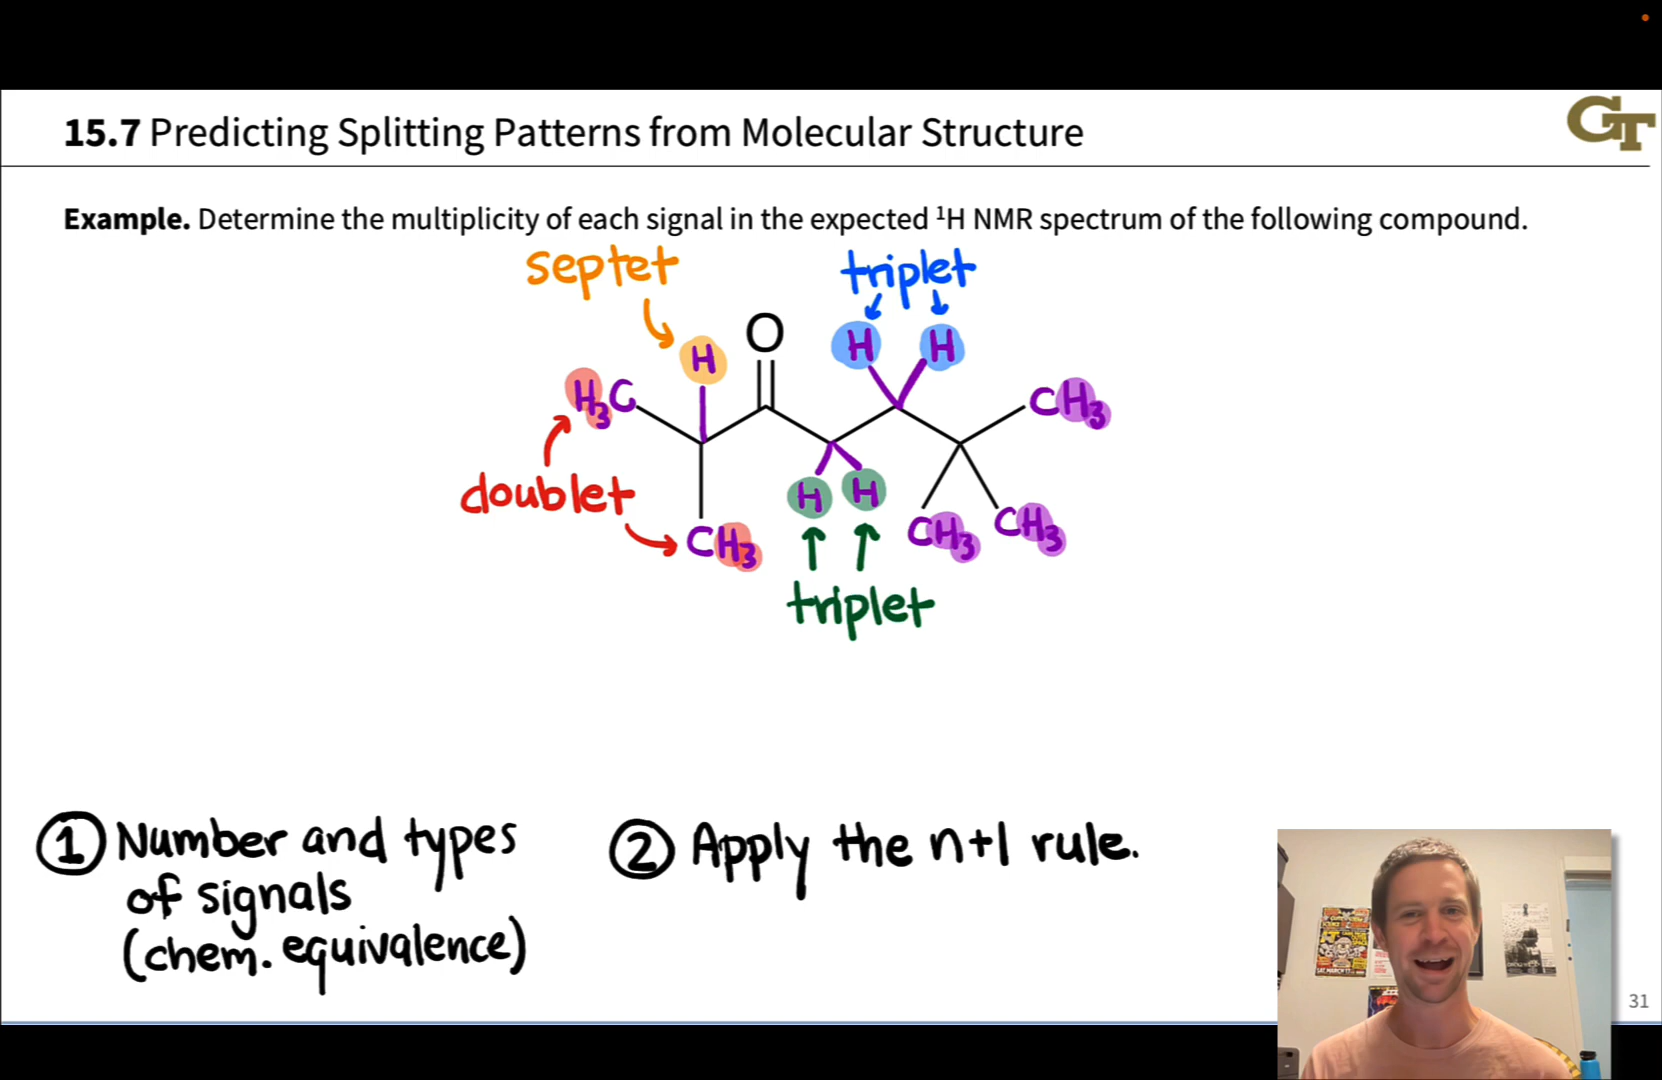 GT
15.7 Predicting Splitting Patterns from Molecular Structure
Example. Determine the multiplicity of each signal in the expected ¹H NMR spectrum of the following compound.
septet
triplet
O
H
H
H
H₃C
CH₃
doublet
H
H
CH₃
CH₃
CH₃
triplet
① Number and types
of signals
(chem. equivalence)
② Apply the n+1 rule.
31